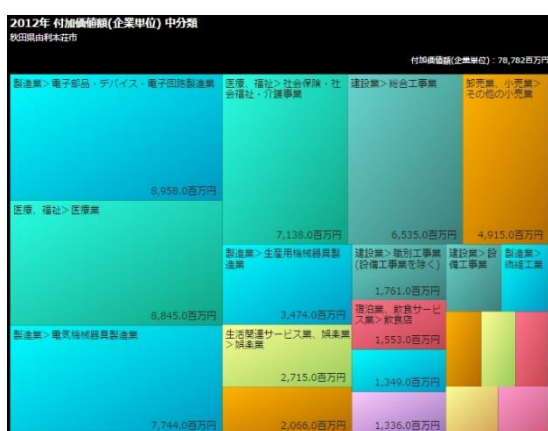 2012年 付加価値額(企業単位) 中分類
秋田県由利本荘市
付加価値額(企業単位)：78,782百万円
製造業>電子部品・デバイス・電子回路製造業
8,958.0百万円
医療、福祉>医療業
8,845.0百万円
製造業>電気機械器具製造業
7,744.0百万円
医療、福祉>社会保険・社
会福祉・介護事業
7,138.0百万円
建設業>総合工事業
6,535.0百万円
卸売業、小売業>
その他の小売業
4,915.0百万円
製造業>生産用機械器具製
造業
3,474.0百万円
生活関連サービス業、娯楽業
>娯楽業
2,715.0百万円
2,066.0百万円
建設業>職別工事業
(設備工事業を除く)
1,761.0百万円
宿泊業、飲食サービ
ス業>飲食店
1,553.0百万円
1,349.0百万円
1,336.0百万円
建設業>設
備工事業
製造業>
繊維工業